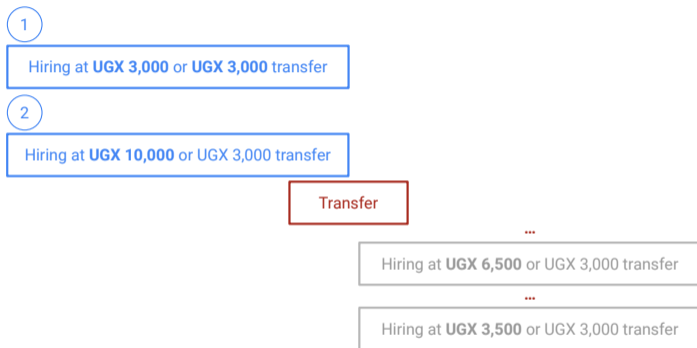 1
Hiring at UGX 3,000 or UGX 3,000 transfer
2
Hiring at UGX 10,000 or UGX 3,000 transfer
Transfer
...
Hiring at UGX 6,500 or UGX 3,000 transfer
...
Hiring at UGX 3,500 or UGX 3,000 transfer